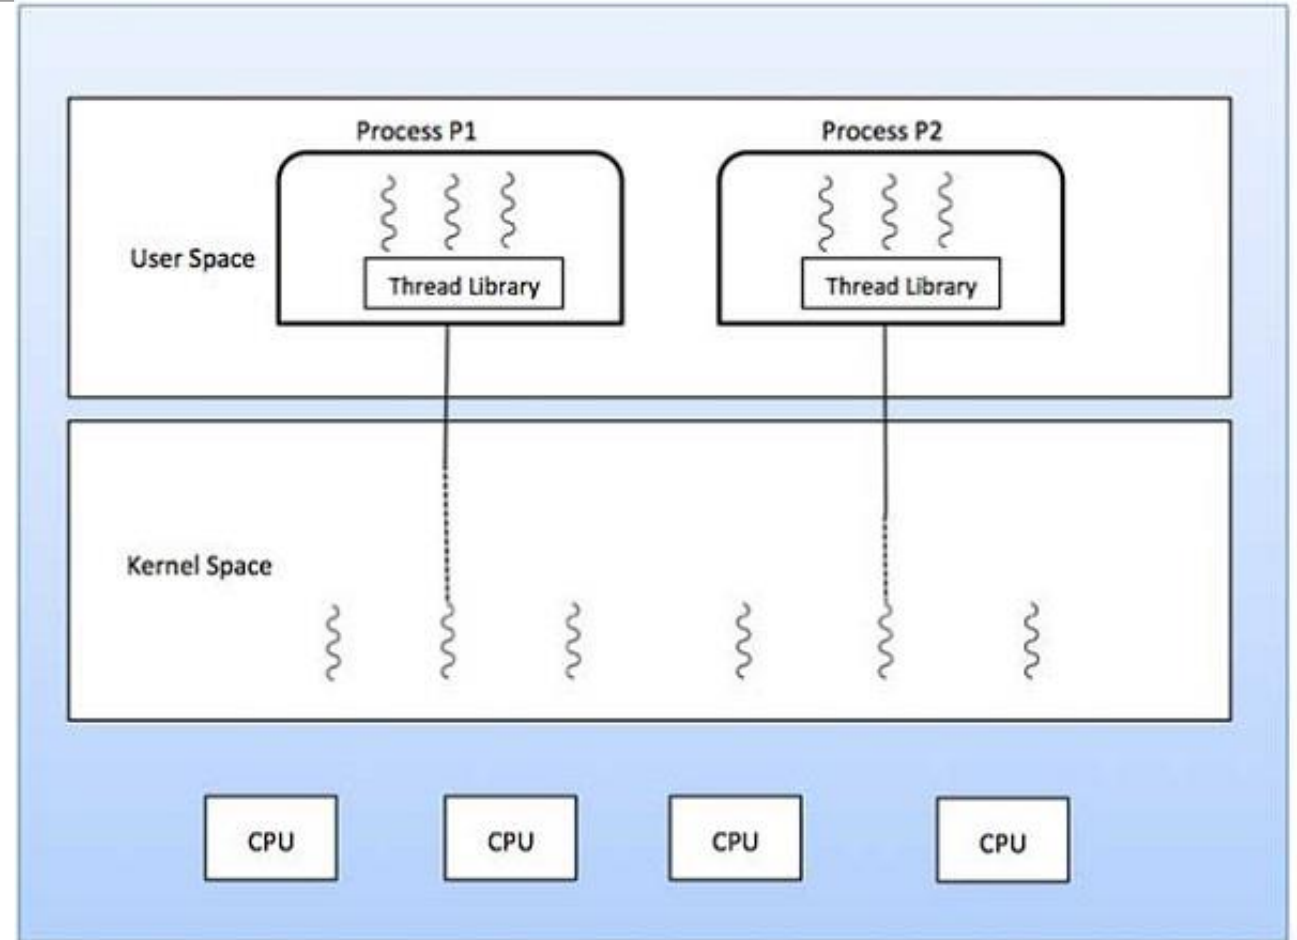 Process P1
Process P2
User Space
Thread Library
Thread Library
Kernel Space
CPU
CPU
CPU
CPU